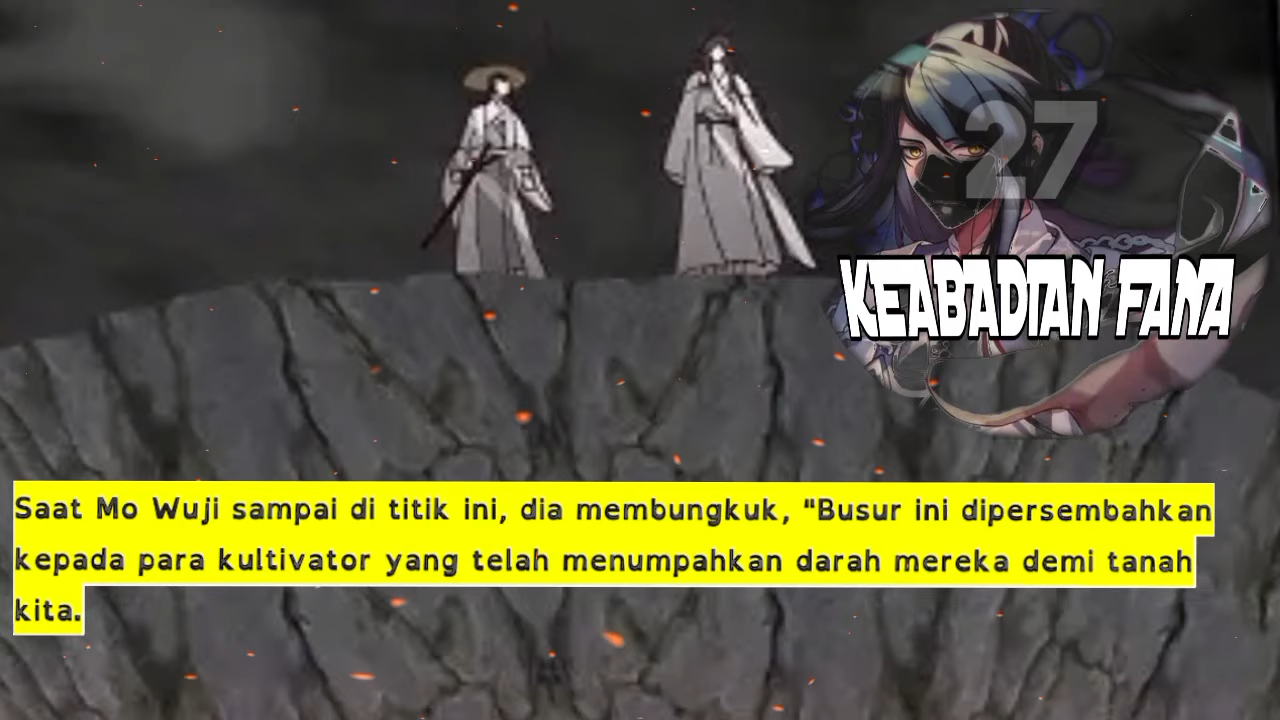 27
KEABADIAN FANA
Saat Mo Wuji sampai di titik ini, dia membungkuk, "Busur ini dipersembahkan
kepada para kultivator yang telah menumpahkan darah mereka demi tanah
kita.